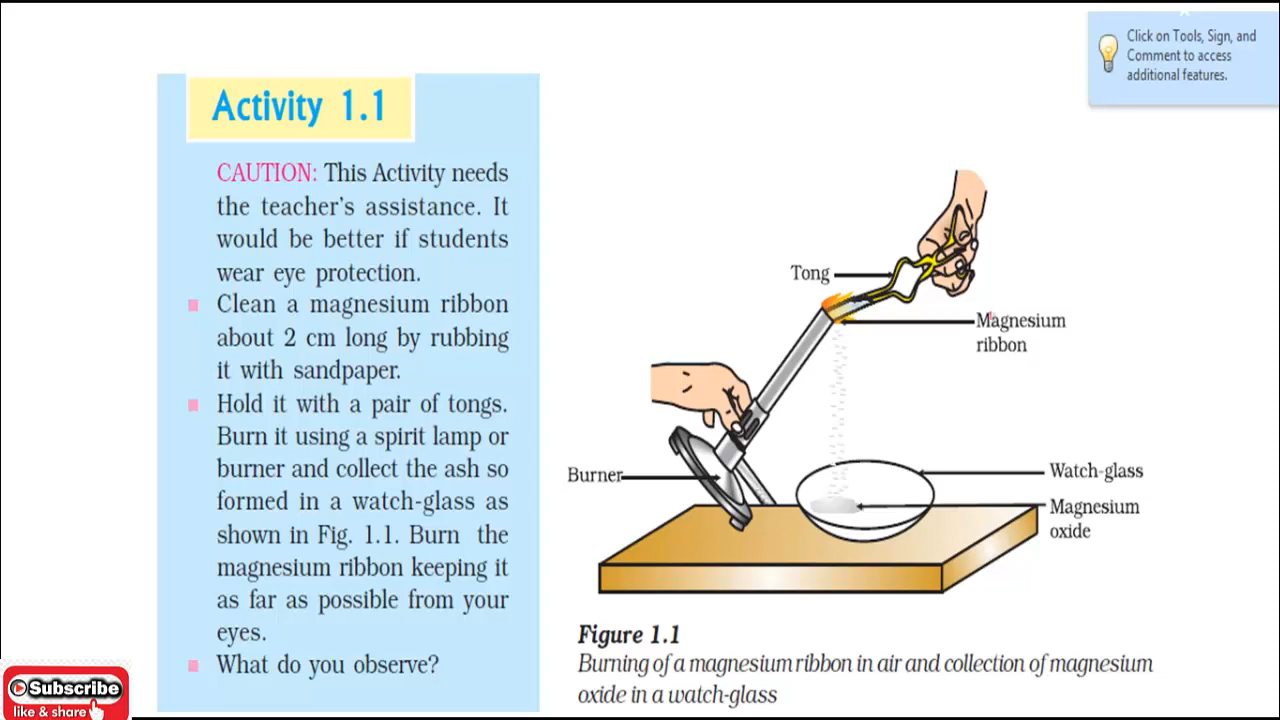 Click on Tools, Sign, and
Comment to access
additional features.
Activity 1.1
CAUTION: This Activity needs
the teacher's assistance. It
would be better if students
wear eye protection.
Clean a magnesium ribbon
about 2 cm long by rubbing
it with sandpaper.
Hold it with a pair of tongs.
Burn it using a spirit lamp or
burner and collect the ash so
formed in a watch-glass as
shown in Fig. 1.1. Burn the
magnesium ribbon keeping it
as far as possible from your
eyes.
What do you observe?
Tong
Magnesium
ribbon
Burner
Watch-glass
Magnesium
oxide
Figure 1.1
Burning of a magnesium ribbon in air and collection of magnesium
oxide in a watch-glass
Subscribe
like & share